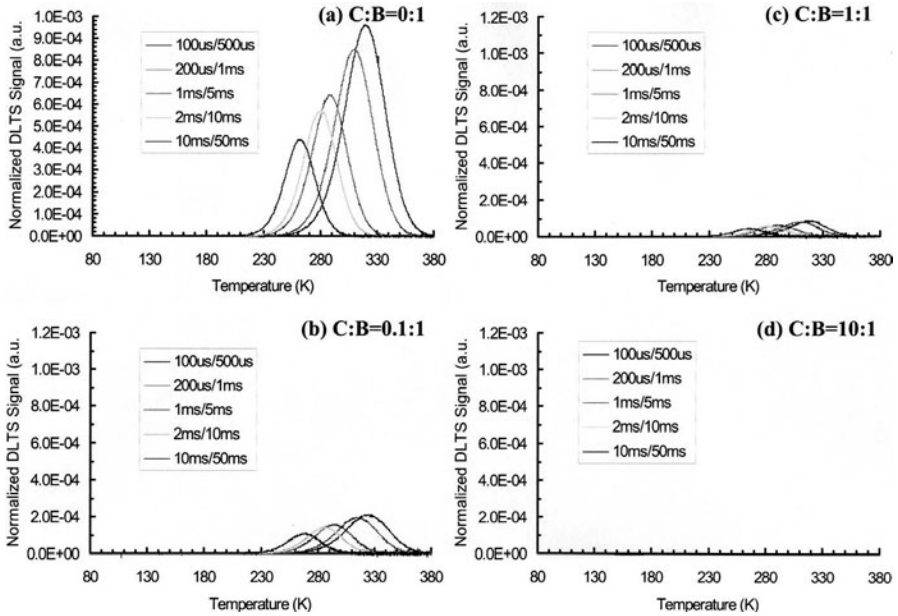 (a) C:B=0:1
Normalized DLTS Signal (a.u.)
1.0E-03
9.0E-04
8.0E-04
7.0E-04
6.0E-04
5.0E-04
4.0E-04
3.0E-04
2.0E-04
1.0E-04
0.0E+00
100us/500us
200us/1ms
1ms/5ms
2ms/10ms
10ms/50ms
80 130 180 230 280 330 380
Temperature (K)
(c) C:B=1:1
Normalized DLTS Signal (a.u.
1.2E-03
1.0E-03
8.0E-04
6.0E-04
4.0E-04
2.0E-04
0.0E+00
100us/500us
200us/1ms
1ms/5ms
2ms/10ms
10ms/50ms
80 130 180 230 280 330 380
Temperature (K)
(b) C:B=0.1:1
Normalized DLTS Signal (a.u.
1.2E-03
1.0E-03
8.0E-04
6.0E-04
4.0E-04
2.0E-04
0.0E+00
100us/500us
200us/1ms
1ms/5ms
2ms/10ms
10ms/50ms
80 130 180 230 280 330 380
Temperature (K)
(d) C:B=10:1
Normalized DLTS Signal (a.u.
1.2E-03
1.0E-03
8.0E-04
6.0E-04
4.0E-04
2.0E-04
0.0E+00
100us/500us
200us/1ms
1ms/5ms
2ms/10ms
10ms/50ms
80 130 180 230 280 330 380
Temperature (K)